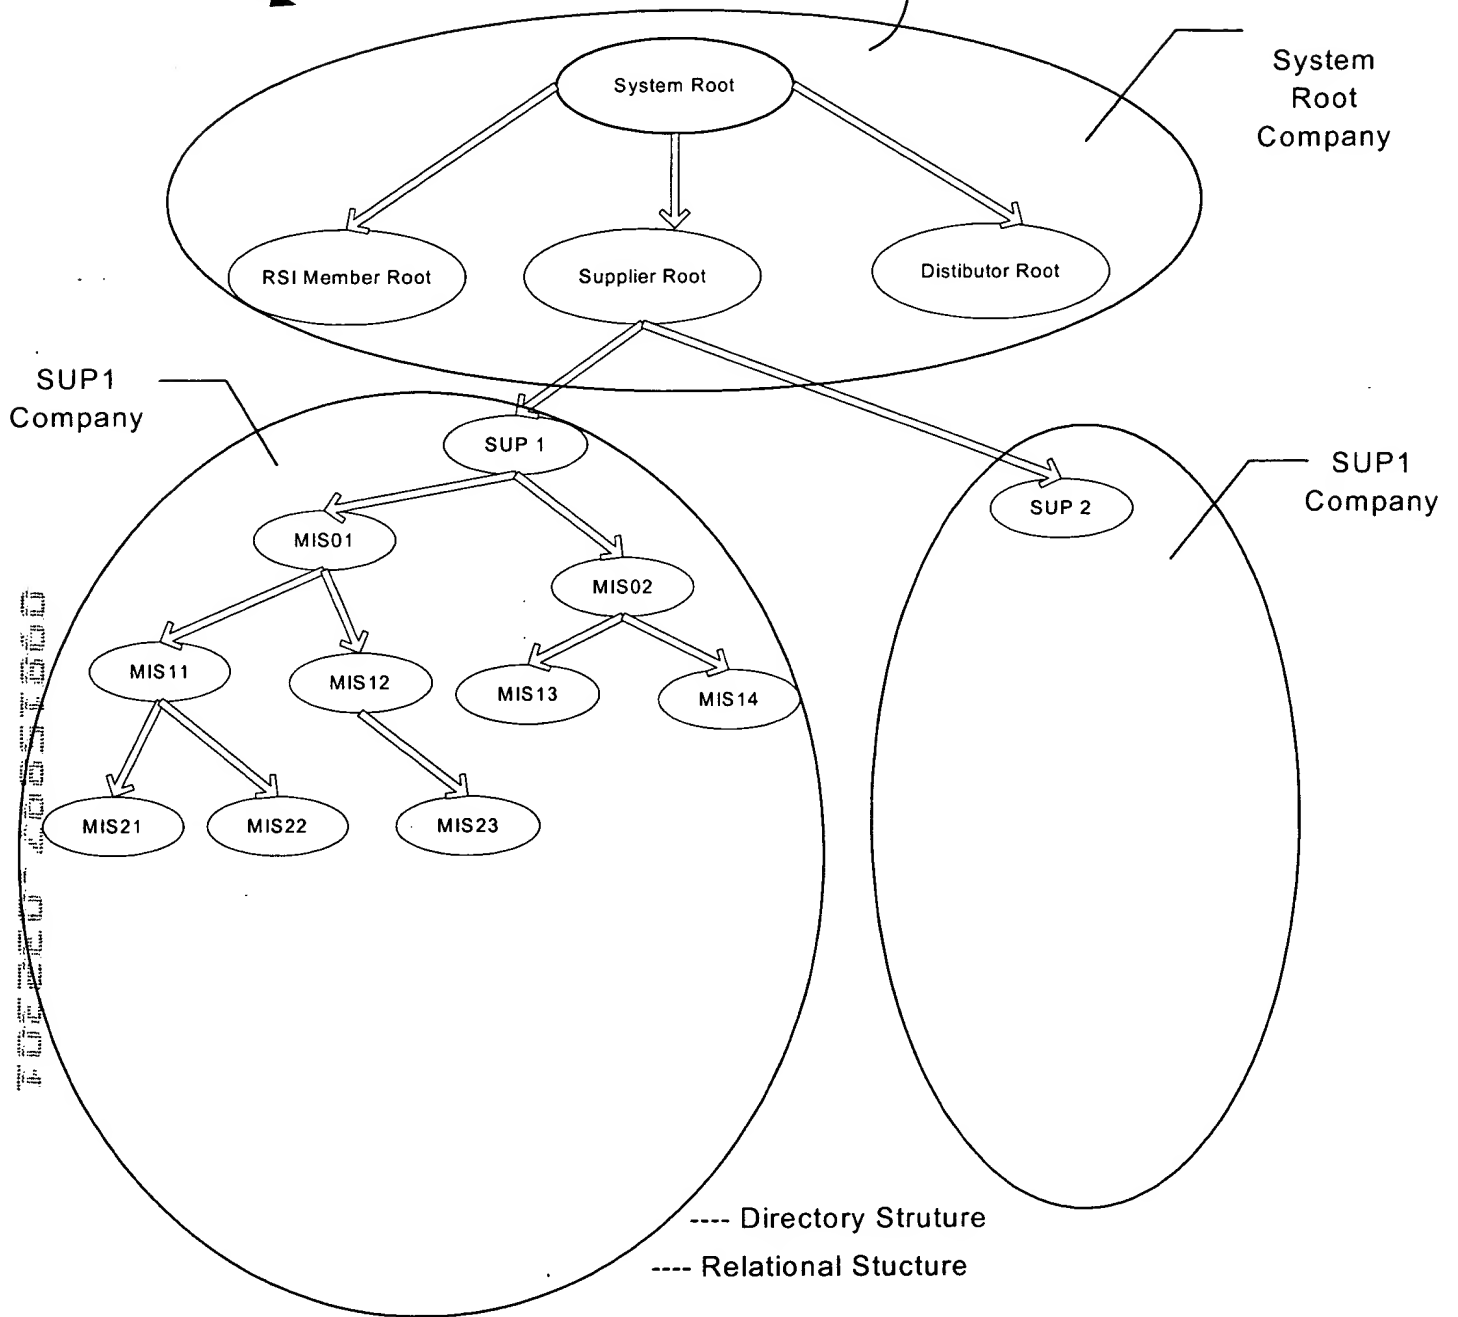 System Root
System
Root
Company
RSI Member Root
Supplier Root
Distibutor Root
SUP1
Company
SUP 1
SUP1
Company
SUP 2
MIS01
MIS02
MIS11
MIS12
MIS13
MIS14
MIS21
MIS22
MIS23
---- Directory Struture
---- Relational Stucture